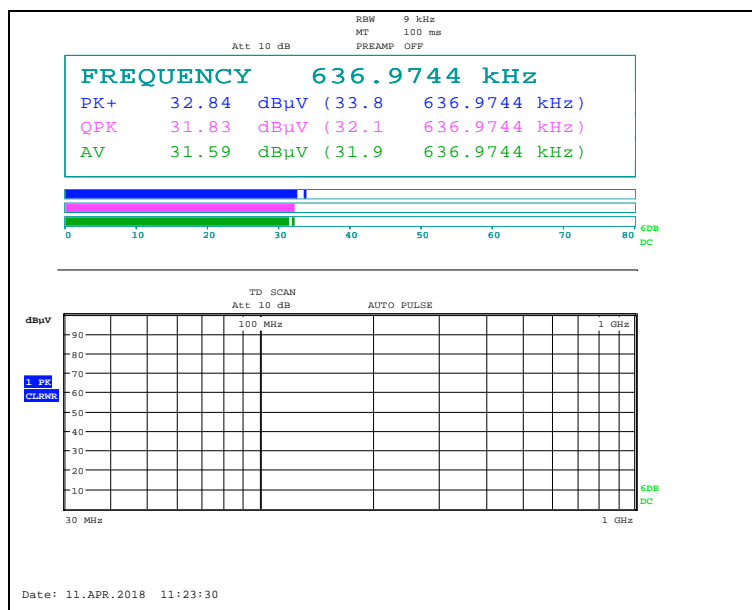 RBW 9 kHz
MT 100 ms
Att 10 dB PREAMP OFF
FREQUENCY 636.9744 kHz
PK+ 32.84 dBµV (33.8 636.9744 kHz)
QPK 31.83 dBµV (32.1 636.9744 kHz)
AV 31.59 dBµV (31.9 636.9744 kHz)
0 10 20 30 40 50 60 70 80
6DB
DC
TD SCAN
Att 10 dB AUTO PULSE
dBµV
100 MHz 1 GHz
90
80
70
1 PK
CLRWR
60
50
40
30
20
10
6DB
DC
30 MHz 1 GHz
Date: 11.APR.2018 11:23:30